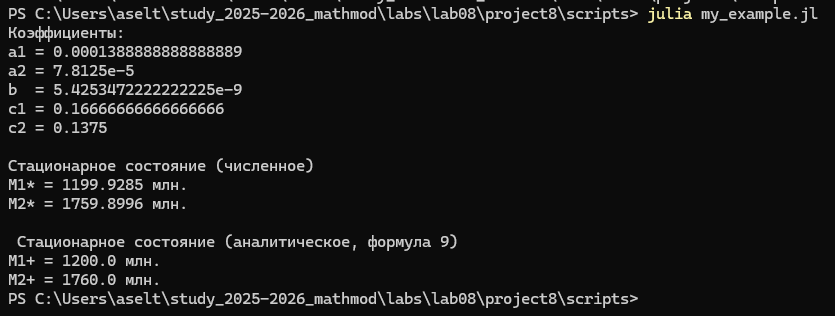 PS C:\Users\aselt\study_2025-2026_mathmod\labs\lab08\project8\scripts> julia my_example.jl
Коэффициенты:
a1 = 0.0001388888888888889
a2 = 7.8125e-5
b  = 5.4253472222222225e-9
c1 = 0.16666666666666666
c2 = 0.1375
Стационарное состояние (численное)
M1* = 1199.9285 млн.
M2* = 1759.8996 млн.
Стационарное состояние (аналитическое, формула 9)
M1+ = 1200.0 млн.
M2+ = 1760.0 млн.
PS C:\Users\aselt\study_2025-2026_mathmod\labs\lab08\project8\scripts>